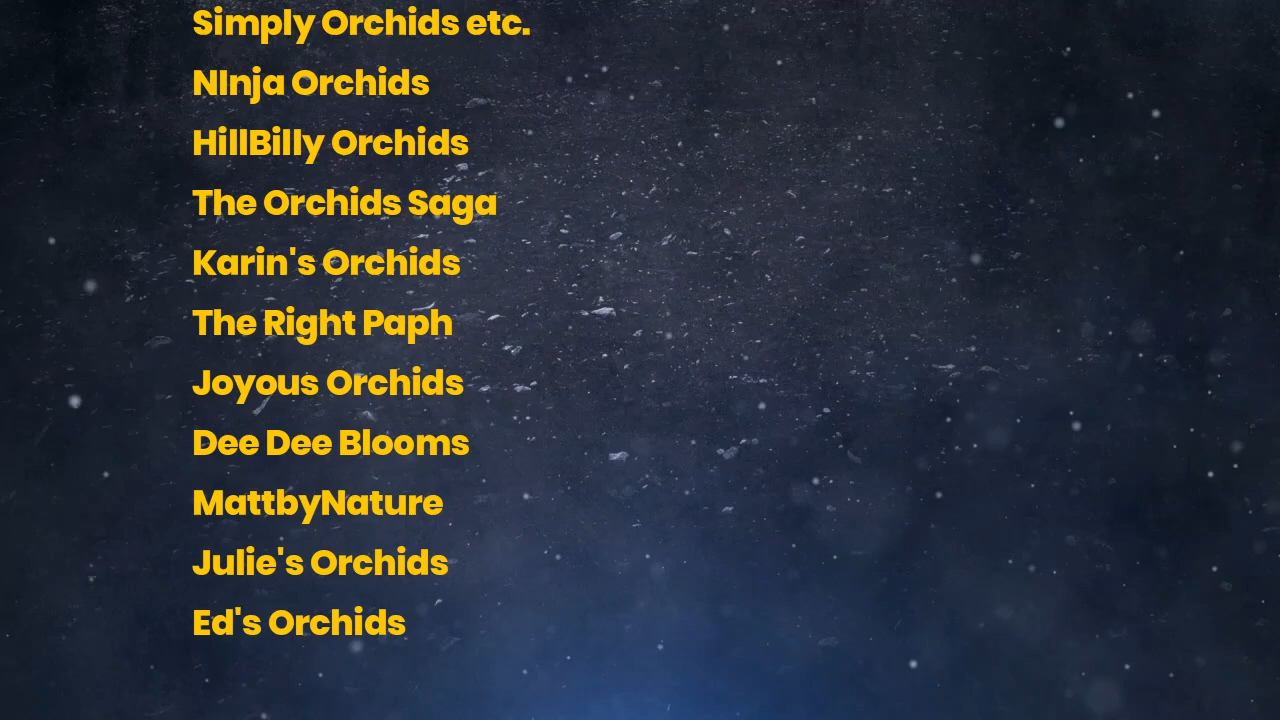 Simply Orchids etc.
NInja Orchids
HillBilly Orchids
The Orchids Saga
Karin's Orchids
The Right Paph
Joyous Orchids
Dee Dee Blooms
MattbyNature
Julie's Orchids
Ed's Orchids